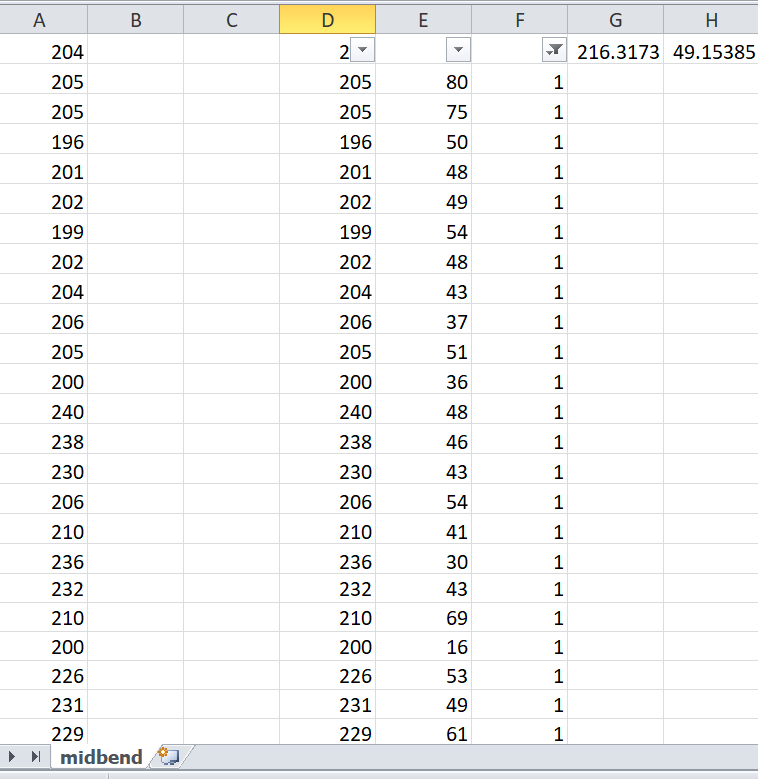 A B C D E F G H
204 2 216.3173 49.15385
205 205 80 1
205 205 75 1
196 196 50 1
201 201 48 1
202 202 49 1
199 199 54 1
202 202 48 1
204 204 43 1
206 206 37 1
205 205 51 1
200 200 36 1
240 240 48 1
238 238 46 1
230 230 43 1
206 206 54 1
210 210 41 1
236 236 30 1
232 232 43 1
210 210 69 1
200 200 16 1
226 226 53 1
231 231 49 1
229 229 61 1
midbend